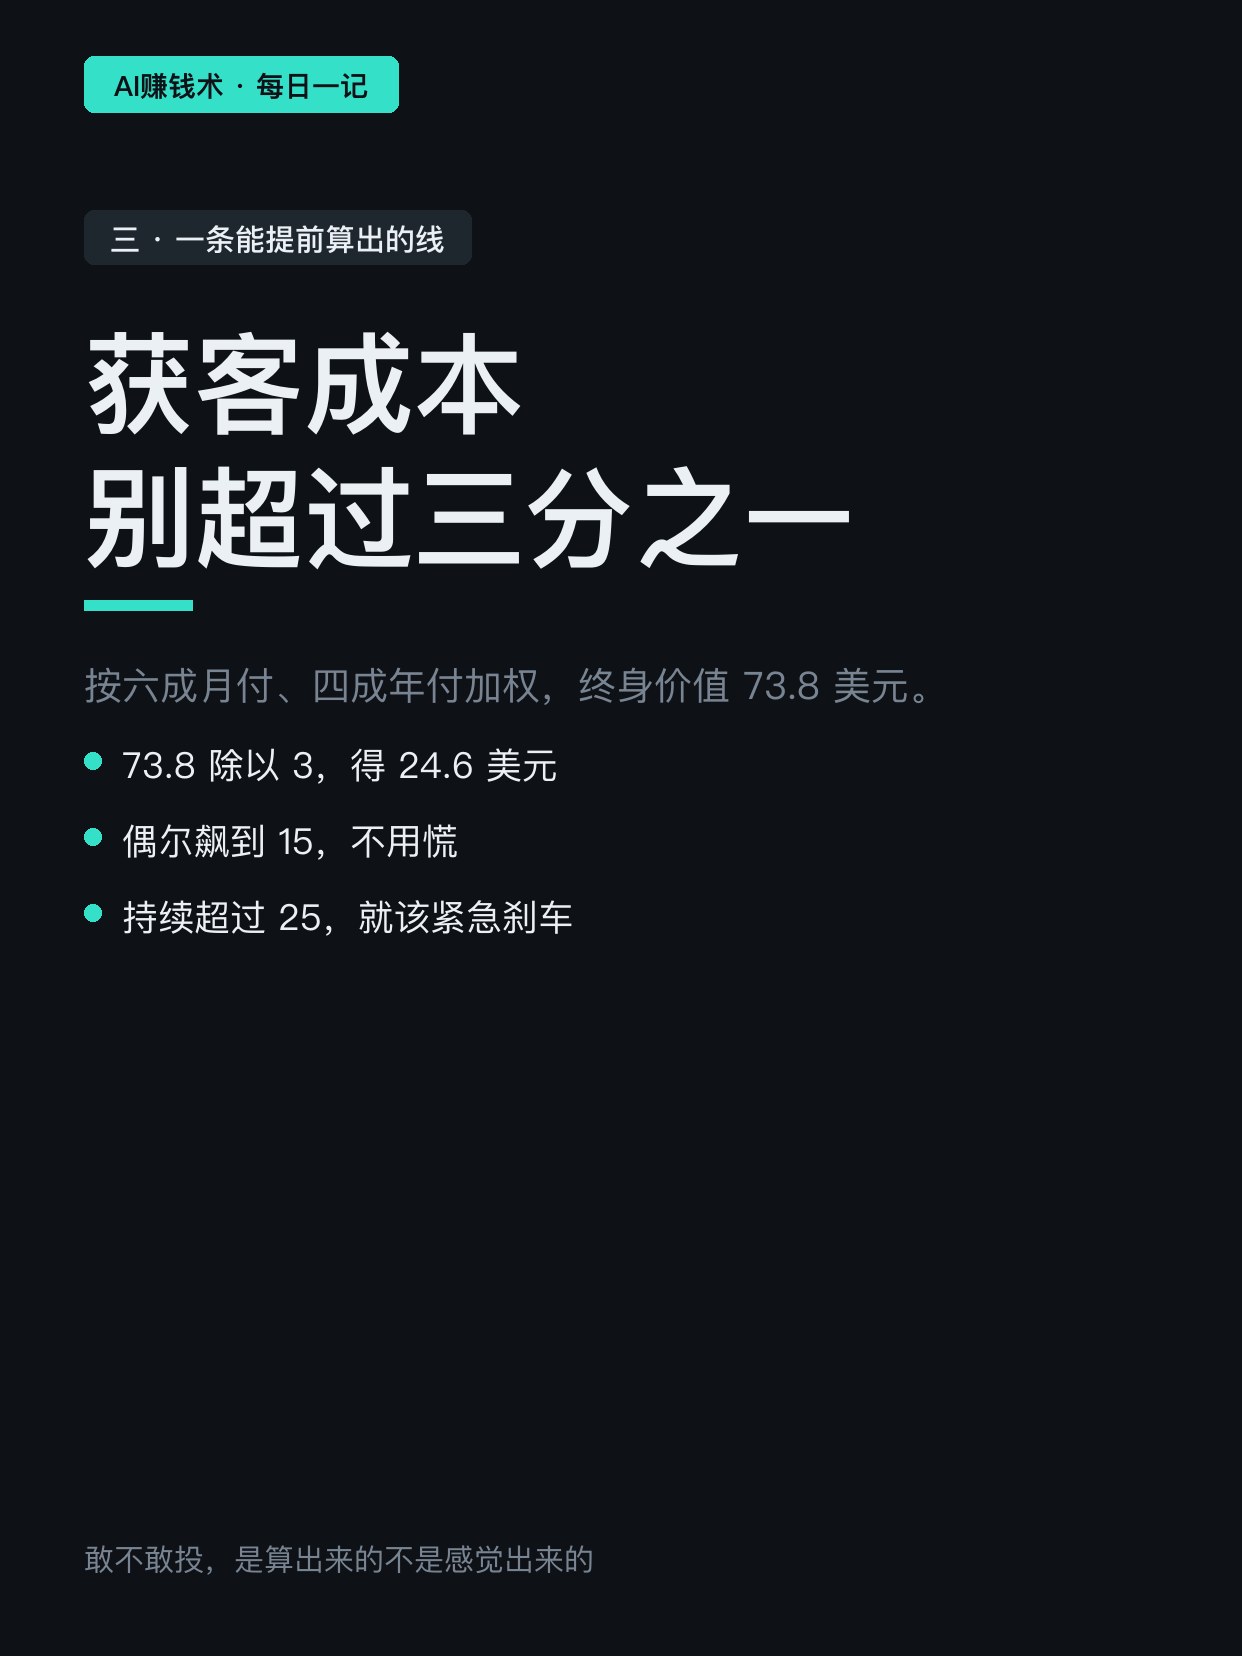 AI赚钱术 · 每日一记
三 · 一条能提前算出的线
获客成本
别超过三分之一
按六成月付、四成年付加权，终身价值 73.8 美元。
73.8 除以 3，得 24.6 美元
偶尔飙到 15，不用慌
持续超过 25，就该紧急刹车
敢不敢投，是算出来的不是感觉出来的